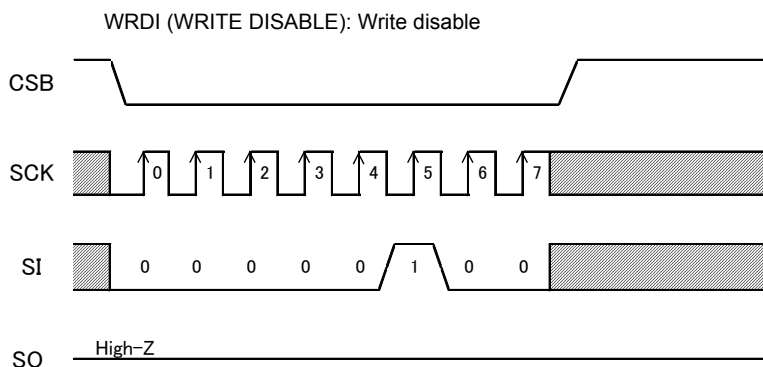 WRDI (WRITE DISABLE): Write disable
CSB
SCK 0 1 2 3 4 5 6 7
SI 0 0 0 0 0 1 0 0
High-Z
SO